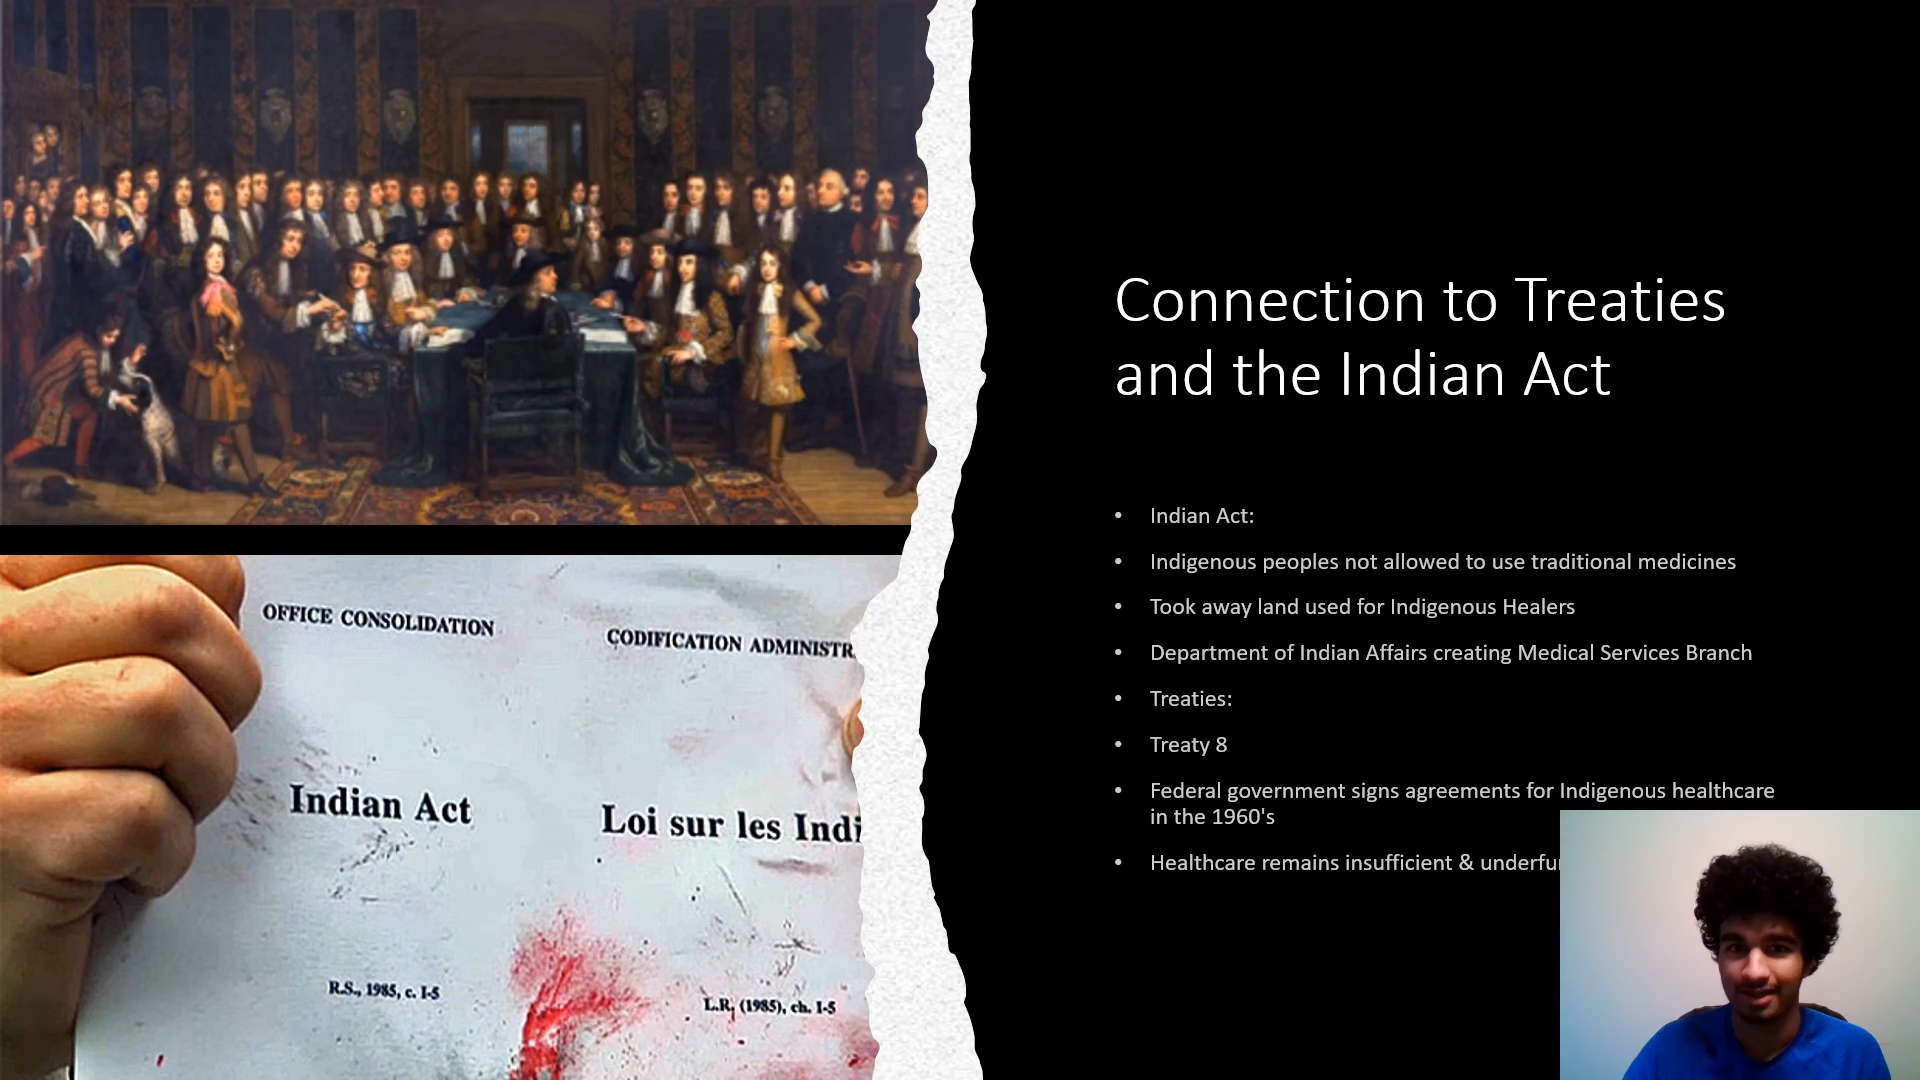 Connection to Treaties
and the Indian Act
• Indian Act:
• Indigenous peoples not allowed to use traditional medicines
• Took away land used for Indigenous Healers
• Department of Indian Affairs creating Medical Services Branch
• Treaties:
• Treaty 8
• Federal government signs agreements for Indigenous healthcare
in the 1960's
• Healthcare remains insufficient &
OFFICE CONSOLIDATION
Indian Act
R.S., 1985, c. I-5
CODIFICATION
Loi sur les
L.R. (1985), ch. I-5